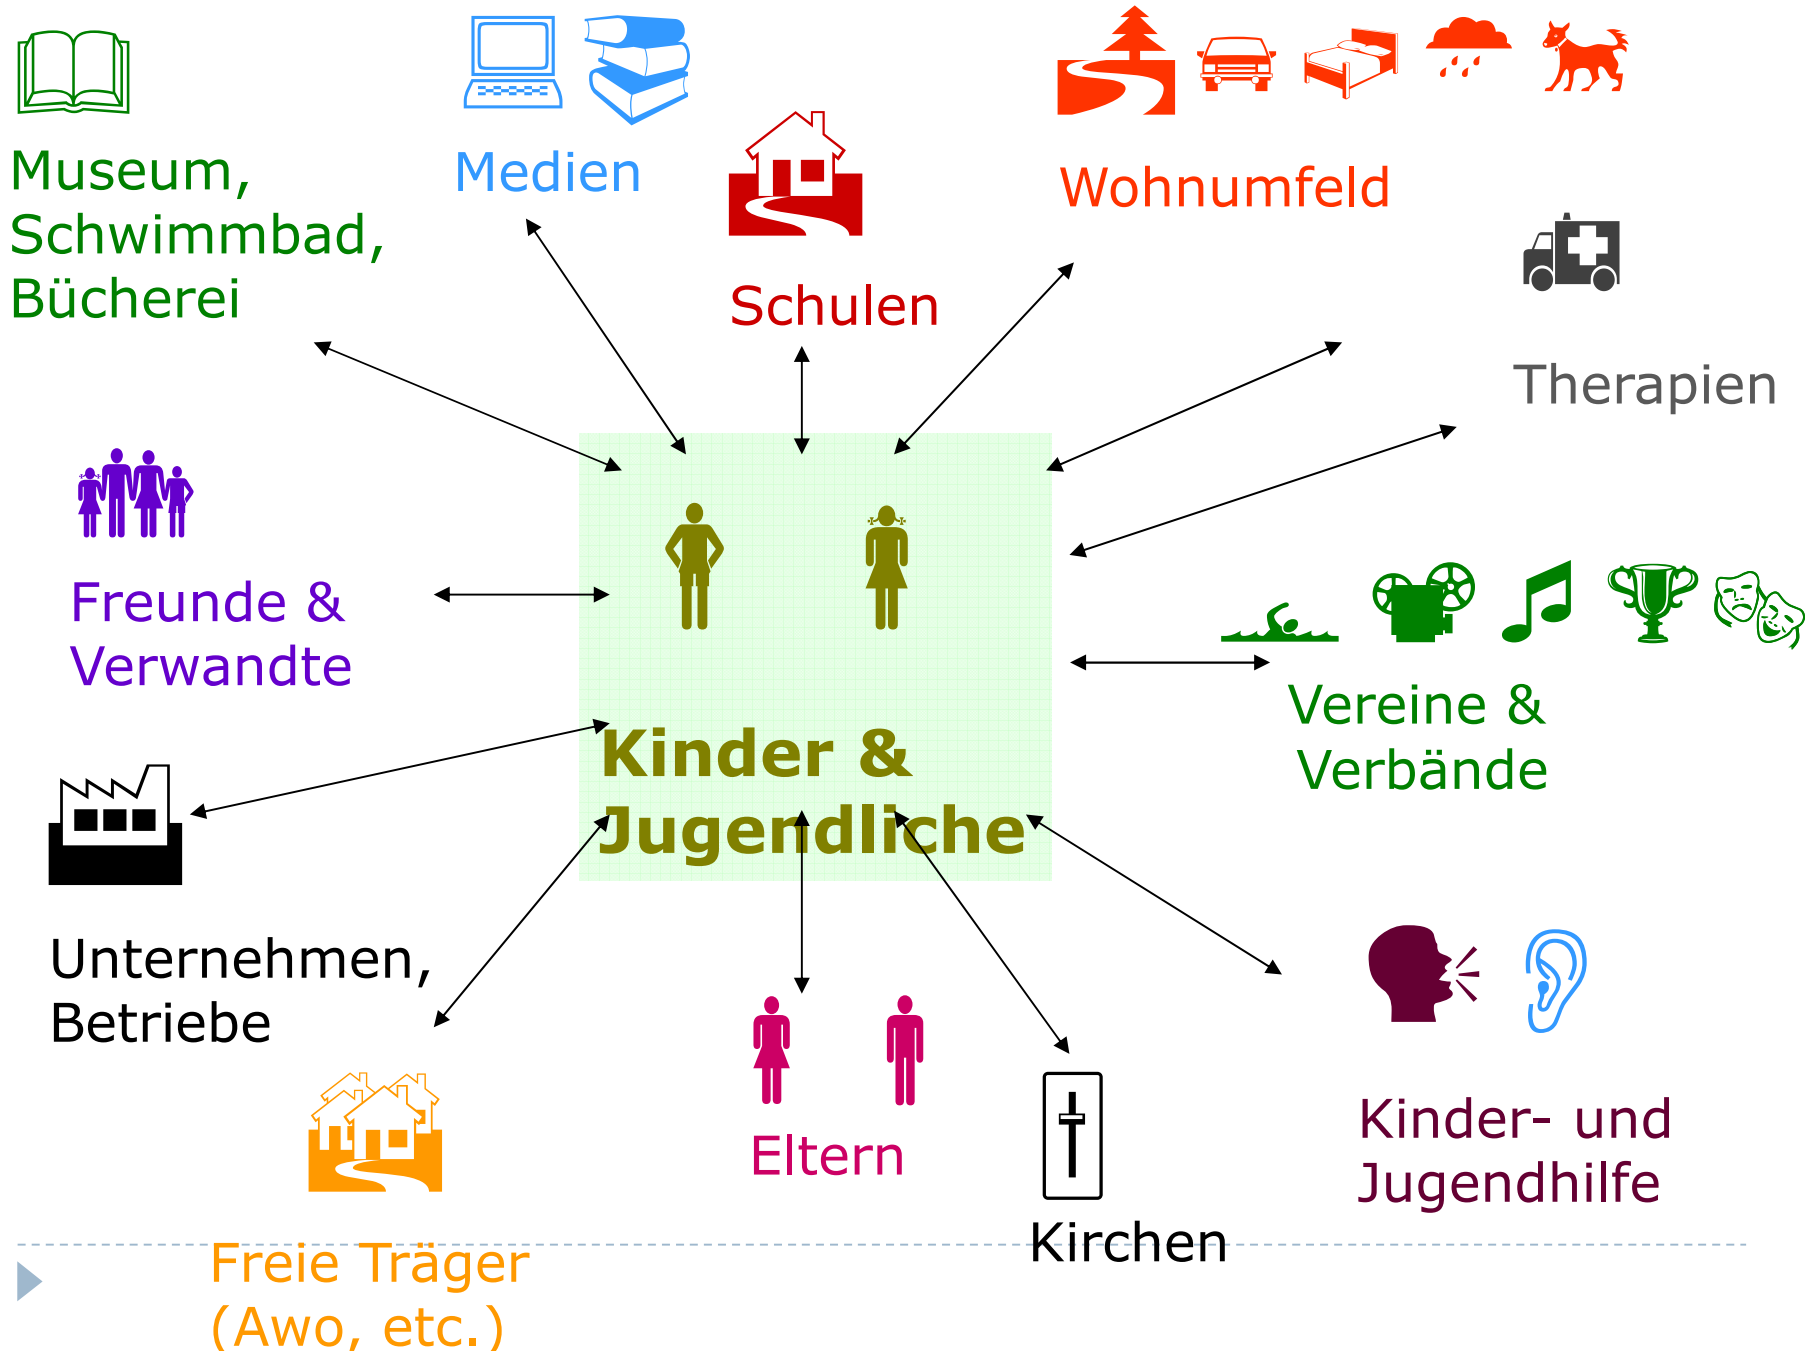 Museum,
Schwimmbad,
Bücherei
Medien
Schulen
Wohnumfeld
Therapien
Freunde &
Verwandte
Kinder &
Jugendliche
Vereine &
Verbände
Unternehmen,
Betriebe
Eltern
Kirchen
Kinder- und
Jugendhilfe
Freie Träger
(Awo, etc.)